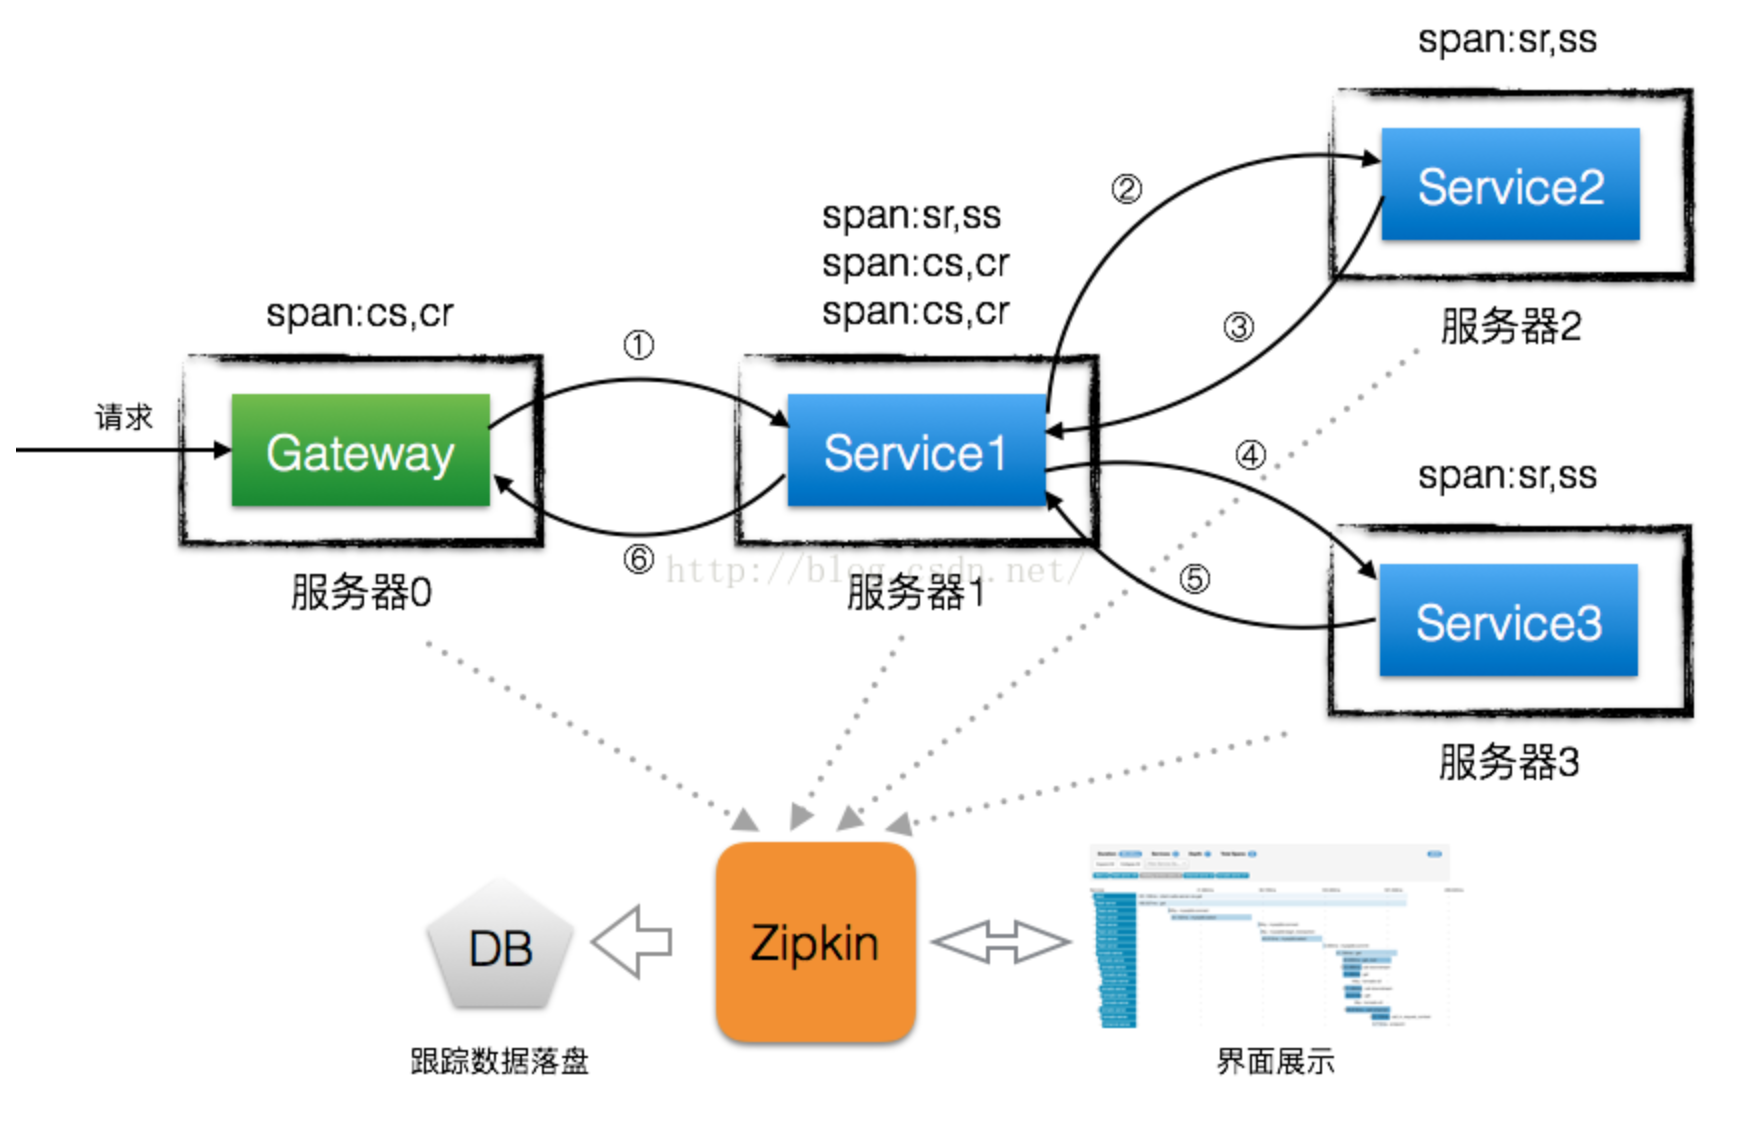 span:sr,ss
Service2
服务器2
②
③
span:sr,ss
span:cs,cr
span:cs,cr
span:cs,cr
①
请求
Gateway
Service1
④
span:sr,ss
⑥
⑤
http://blog.csdn.net/
服务器0
服务器1
Service3
服务器3
Zipkin
DB
跟踪数据落盘
界面展示